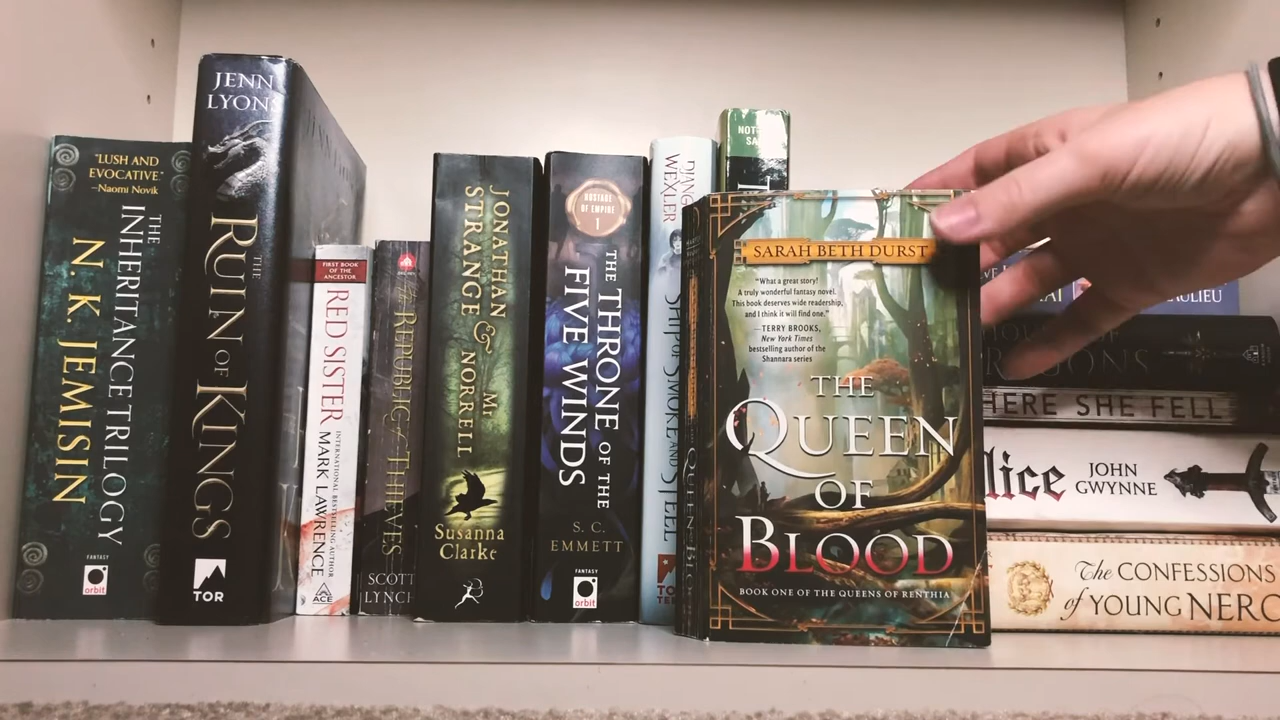 "LUSH AND
EVOCATIVE."
—Naomi Novik
THE
INHERITANCE TRILOGY
N. K. JEMISIN
FANTASY
orbit
JENN
LYONS
THE
RUIN OF KINGS
TOR
FIRST BOOK
OF THE
ANCESTOR
RED SISTER
INTERNATIONAL BESTSELLING AUTHOR
MARK LAWRENCE
ACE
THE REPUBLIC of THIEVES
SCOTT
LYNCH
JONATHAN
STRANGE & Mr
NORRELL
Susanna
Clarke
HOSTAGE
OF EMPIRE
1
THE THRONE OF THE
FIVE WINDS
S. C.
EMMETT
FANTASY
orbit
DJANGO
WEXLER
SHIP OF SMOKE AND STEEL
SARAH BETH DURST
"What a great story!
A truly wonderful fantasy novel.
This book deserves wide readership,
and I think it will find one."
—TERRY BROOKS,
New York Times
bestselling author of the
Shannara series
THE
QUEEN
OF
BLOOD
BOOK ONE OF THE QUEENS OF RENTHIA
HERE SHE FELL
lice
JOHN
GWYNNE
The CONFESSIONS
of YOUNG NERO